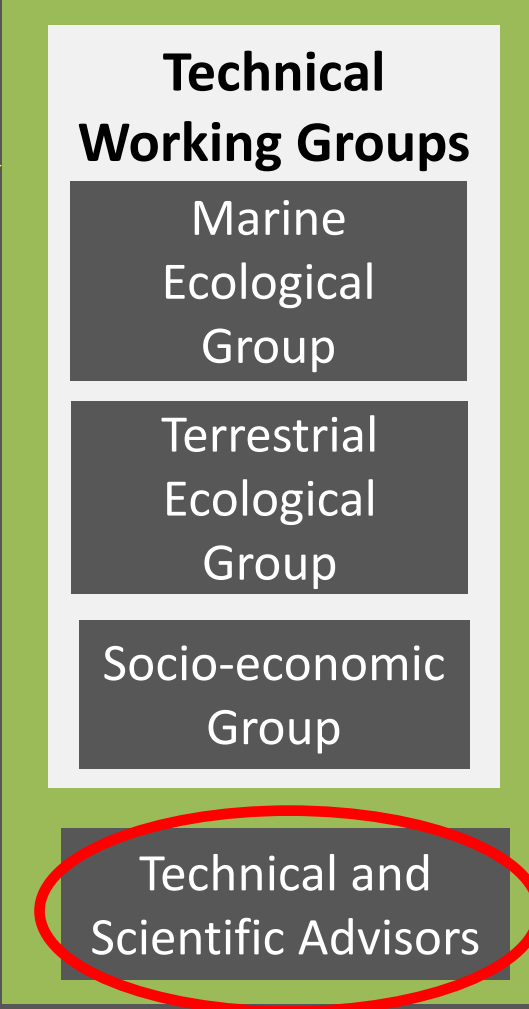 Technical
Working Groups
Marine
Ecological
Group
Terrestrial
Ecological
Group
Socio-economic
Group
Technical and
Scientific Advisors